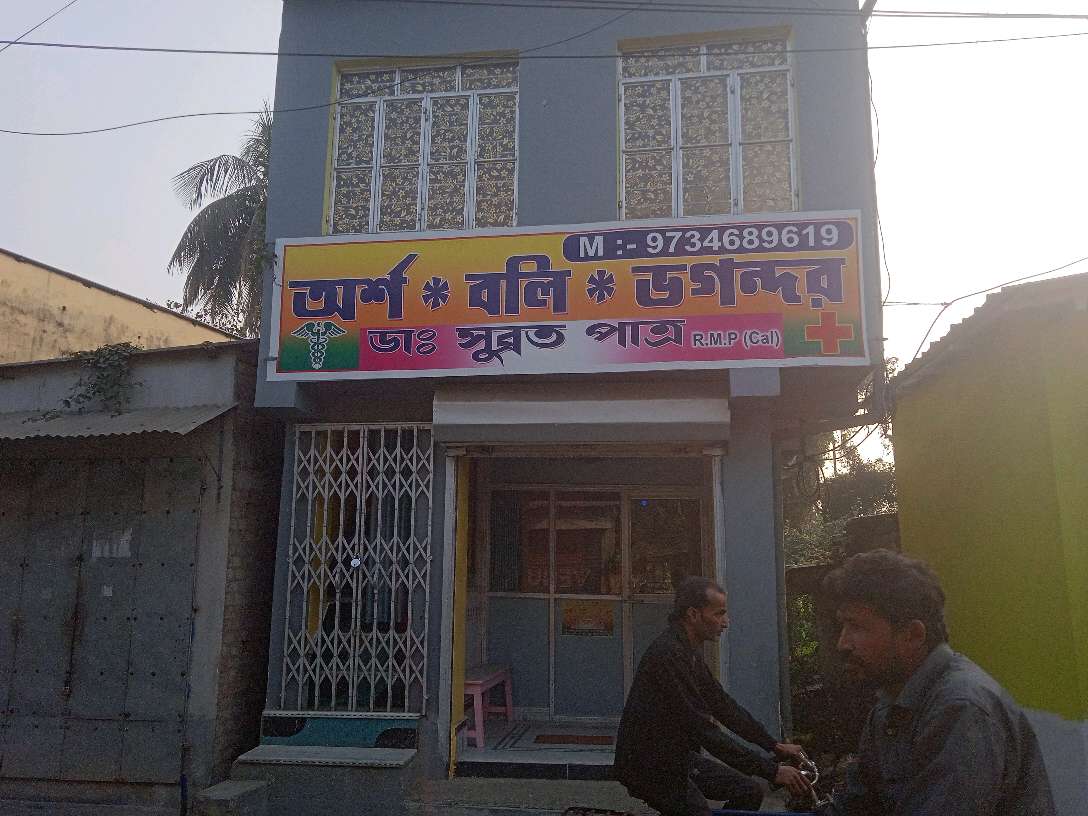 M :- 9734689619
অর্শ * বলি * ভগন্দর
ডাঃ সুব্রত পাত্র R.M.P (Cal)